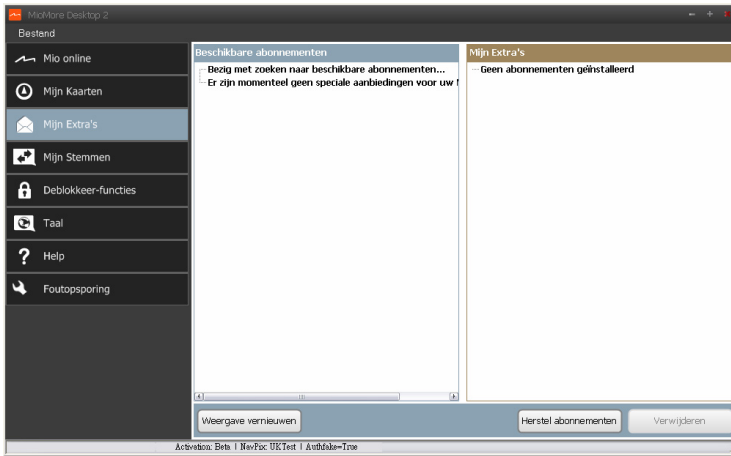 MioMore Desktop 2
Bestand
Mio online
Mijn Kaarten
Mijn Extra's
Mijn Stemmen
Deblokkeer-functies
Taal
Help
Foutopsporing
Beschikbare abonnementen
Bezig met zoeken naar beschikbare abonnementen...
Er zijn momenteel geen speciale aanbiedingen voor uw
Mijn Extra's
Geen abonnementen geïnstalleerd
Weergave vernieuwen
Herstel abonnementen
Verwijderen
Activation: Beta | NavPix: UKTest | Authfake=True